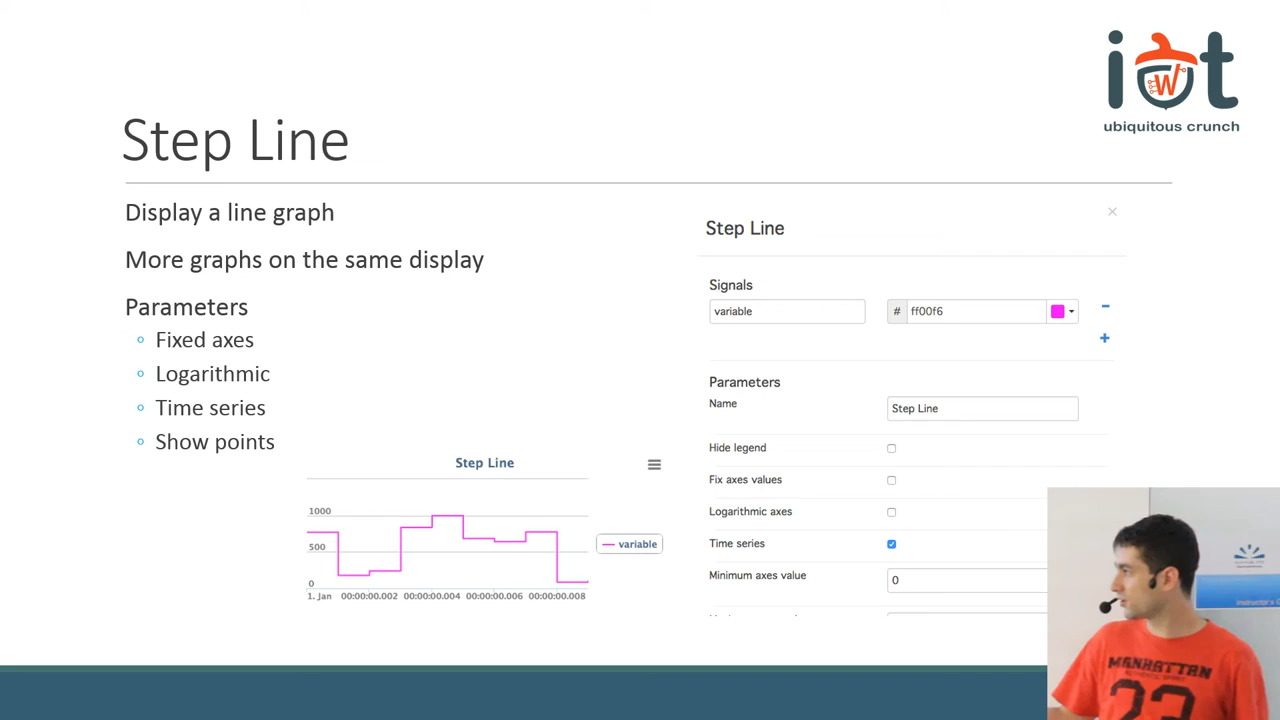 iot
W
ubiquitous crunch
Step Line
Display a line graph
More graphs on the same display
Parameters
Fixed axes
Logarithmic
Time series
Show points
Step Line
1000
500
0
1. Jan 00:00:00.002 00:00:00.004 00:00:00.006 00:00:00.008
variable
Step Line
Signals
variable # ff00f6
Parameters
Name Step Line
Hide legend
Fix axes values
Logarithmic axes
Time series
Minimum axes value 0
MANHATTAN
23